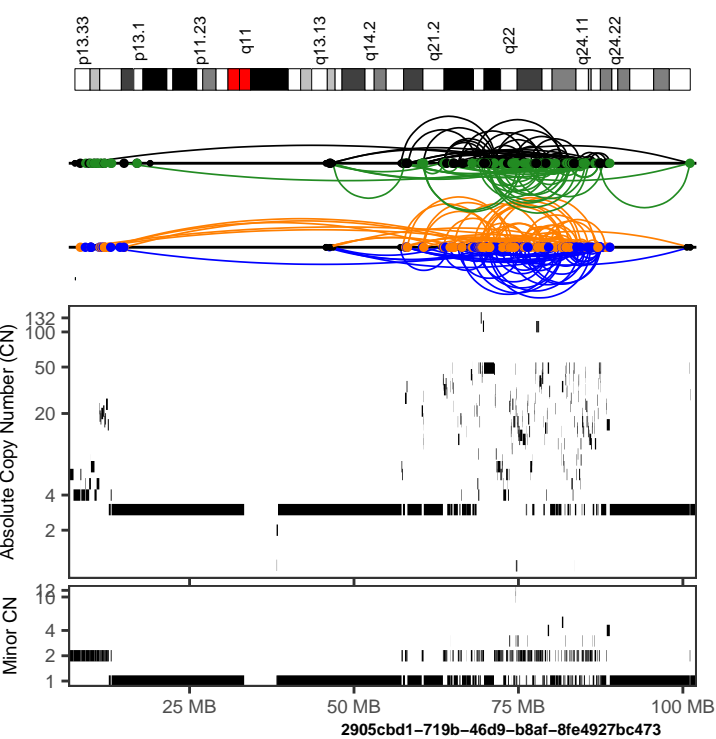 p13.33 p13.1 p11.23 q11 q13.13 q14.2 q21.2 q22 q24.11 q24.22
Absolute Copy Number (CN)
132
100
50
20
4
2
Minor CN
12
10
4
2
1
25 MB 50 MB 75 MB 100 MB
2905cbd1−719b−46d9−b8af−8fe4927bc473